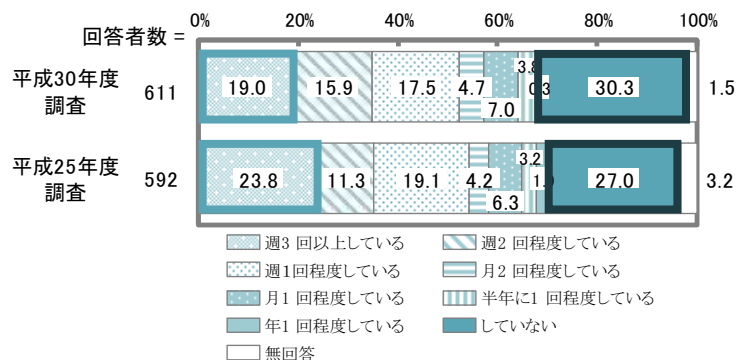 0% 20% 40% 60% 80% 100%
回答者数 =
平成30年度
調査
611
19.0 15.9 17.5 4.7 7.0 3.8 0.3 30.3 1.5
平成25年度
調査
592
23.8 11.3 19.1 4.2 6.3 3.2 27.0 3.2
週3 回以上している 週2 回程度している
週1回程度している 月2 回程度している
月1 回程度している 半年に1 回程度している
年1 回程度している していない
無回答